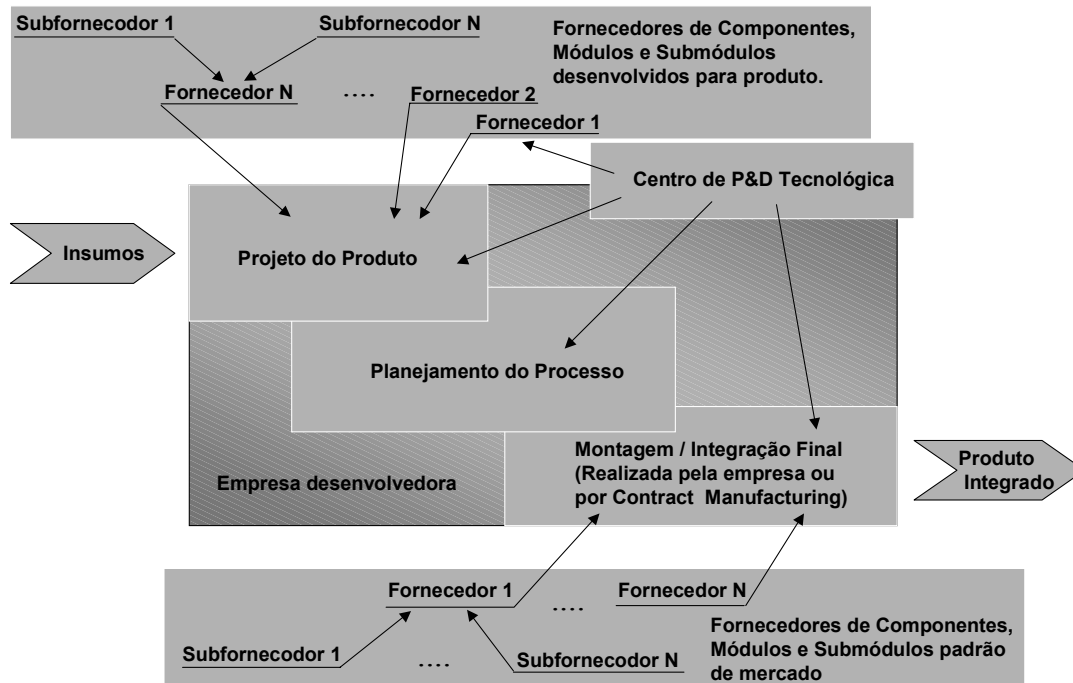 Subfornecodor 1
Subfornecodor N
Fornecedores de Componentes,
Módulos e Submódulos
desenvolvidos para produto.
Fornecedor N
....
Fornecedor 2
Fornecedor 1
Centro de P&D Tecnológica
Insumos
Projeto do Produto
Planejamento do Processo
Montagem / Integração Final
(Realizada pela empresa ou
por Contract Manufacturing)
Empresa desenvolvedora
Produto
Integrado
Fornecedor 1
....
Fornecedor N
Fornecedores de Componentes,
Módulos e Submódulos padrão
de mercado
Subfornecodor 1
....
Subfornecodor N